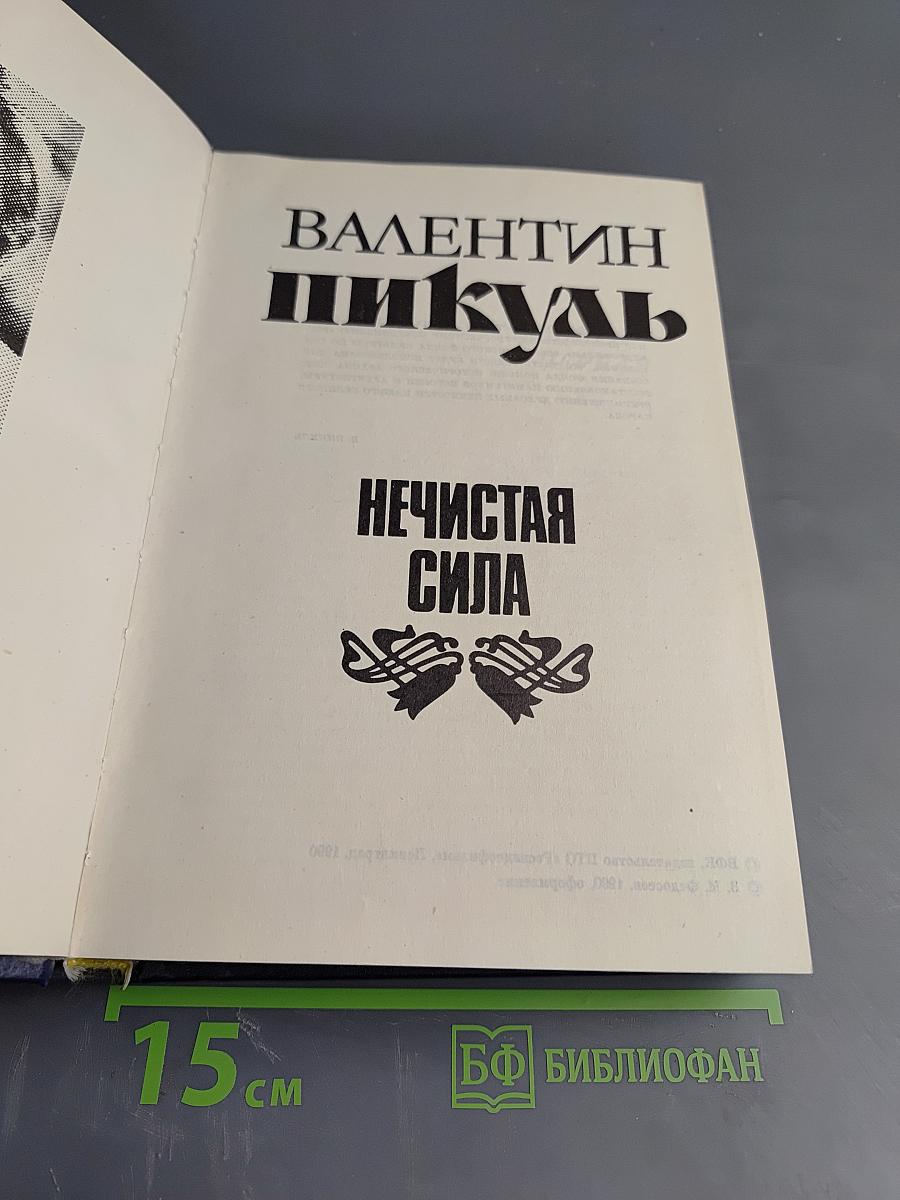 ВАЛЕНТИН
ПИКУЛЬ
НЕЧИСТАЯ
СИЛА
15 см
БФ БИБЛИОФАН